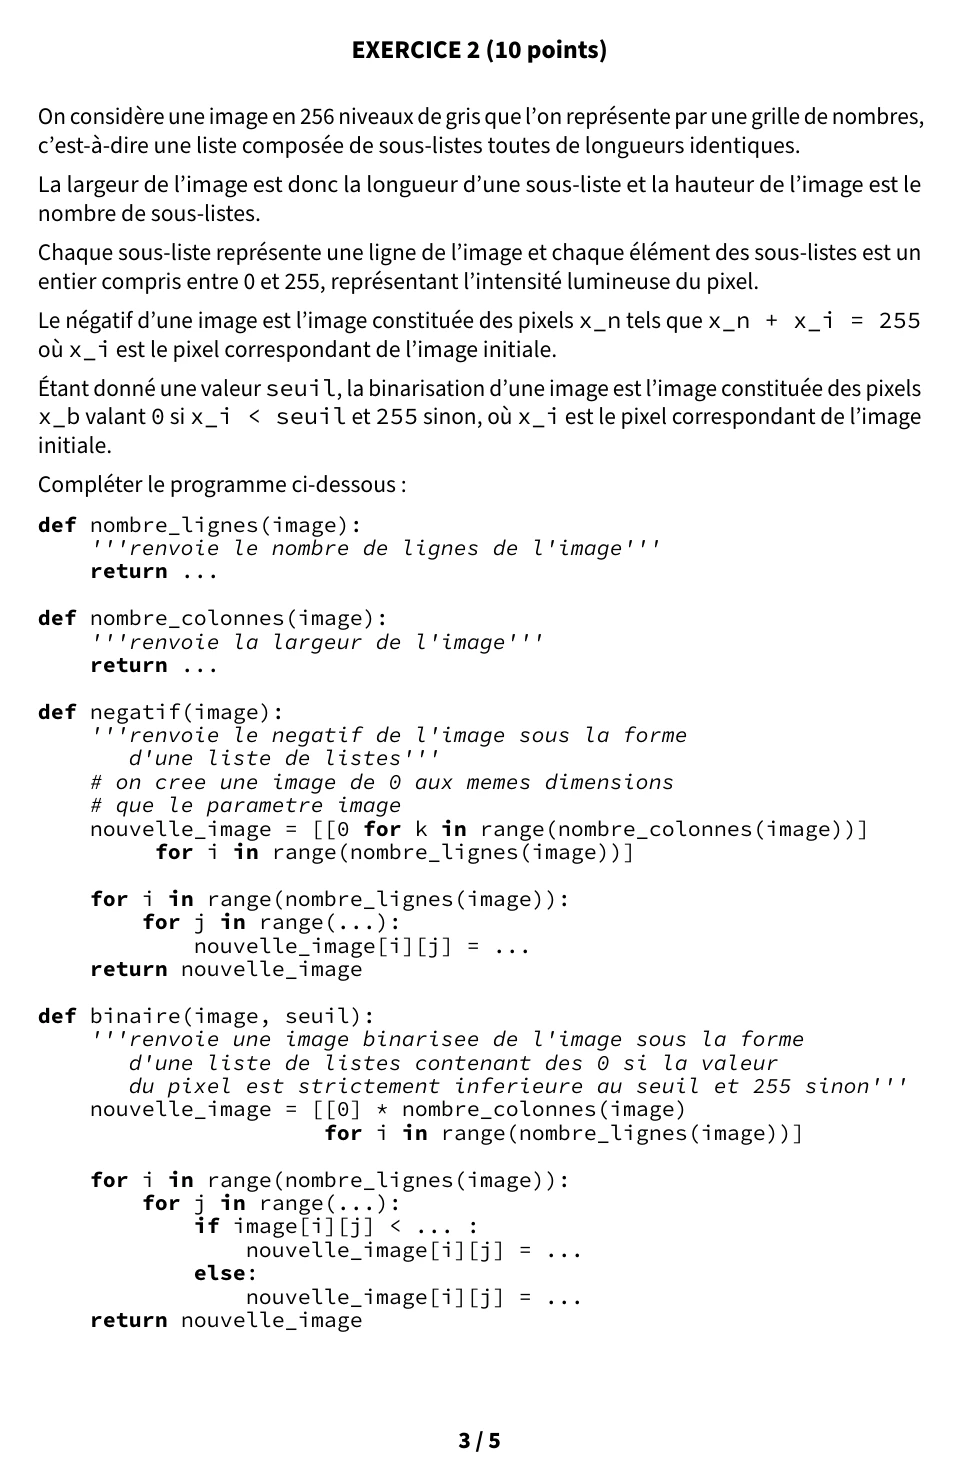 EXERCICE 2 (10 points)
On considère une image en 256 niveaux de gris que l’on représente par une grille de nombres,
c’est-à-dire une liste composée de sous-listes toutes de longueurs identiques.
La largeur de l’image est donc la longueur d’une sous-liste et la hauteur de l’image est le
nombre de sous-listes.
Chaque sous-liste représente une ligne de l’image et chaque élément des sous-listes est un
entier compris entre 0 et 255, représentant l’intensité lumineuse du pixel.
Le négatif d’une image est l’image constituée des pixels x_n tels que x_n + x_i = 255
où x_i est le pixel correspondant de l’image initiale.
Étant donné une valeur seuil, la binarisation d’une image est l’image constituée des pixels
x_b valant 0 si x_i < seuil et 255 sinon, où x_i est le pixel correspondant de l’image
initiale.
Compléter le programme ci-dessous :
def nombre_lignes(image):
    '''renvoie le nombre de lignes de l'image'''
    return ...
def nombre_colonnes(image):
    '''renvoie la largeur de l'image'''
    return ...
def negatif(image):
    '''renvoie le negatif de l'image sous la forme
       d'une liste de listes'''
    # on cree une image de 0 aux memes dimensions
    # que le parametre image
    nouvelle_image = [[0 for k in range(nombre_colonnes(image))]
         for i in range(nombre_lignes(image))]
    for i in range(nombre_lignes(image)):
        for j in range(...):
            nouvelle_image[i][j] = ...
    return nouvelle_image
def binaire(image, seuil):
    '''renvoie une image binarisee de l'image sous la forme
       d'une liste de listes contenant des 0 si la valeur
       du pixel est strictement inferieure au seuil et 255 sinon'''
    nouvelle_image = [[0] * nombre_colonnes(image)
                      for i in range(nombre_lignes(image))]
    for i in range(nombre_lignes(image)):
        for j in range(...):
            if image[i][j] < ... :
                nouvelle_image[i][j] = ...
            else:
                nouvelle_image[i][j] = ...
    return nouvelle_image
3 / 5